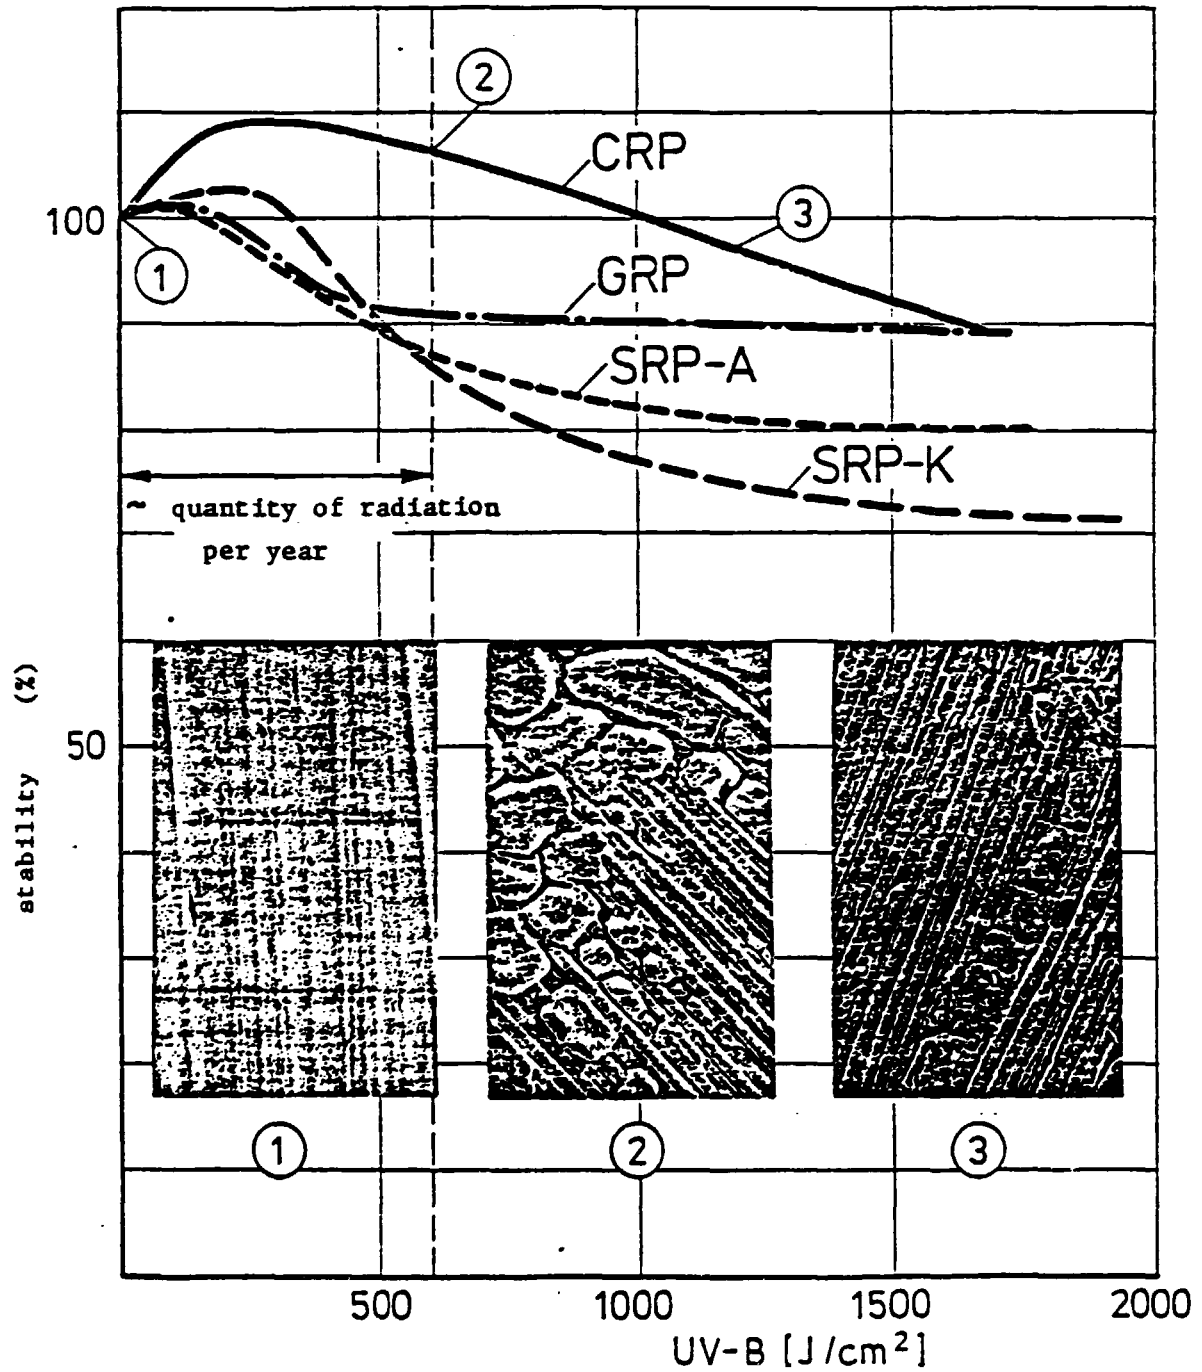 ②
CRP
100
③
①
GRP
SRP-A
SRP-K
~ quantity of radiation
per year
stability (%)
50
① ② ③
500 1000 1500 2000
UV-B [J/cm²]